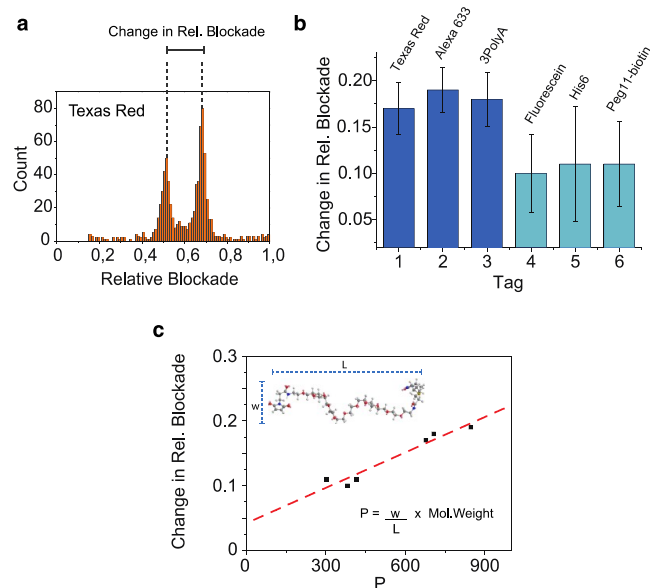 a
Change in Rel. Blockade
Texas Red
Count
80
60
40
20
0
0 0,2 0,4 0,6 0,8 1,0
Relative Blockade
b
Change in Rel. Blockade
0.20
0.15
0.10
0.05
Texas Red
Alexa 633
3PolyA
Fluorescein
His6
Peg11-biotin
1 2 3 4 5 6
Tag
c
Change in Rel. Blockade
0.3
0.2
0.1
0
L
w
P = w/L x Mol.Weight
0 300 600 900
P